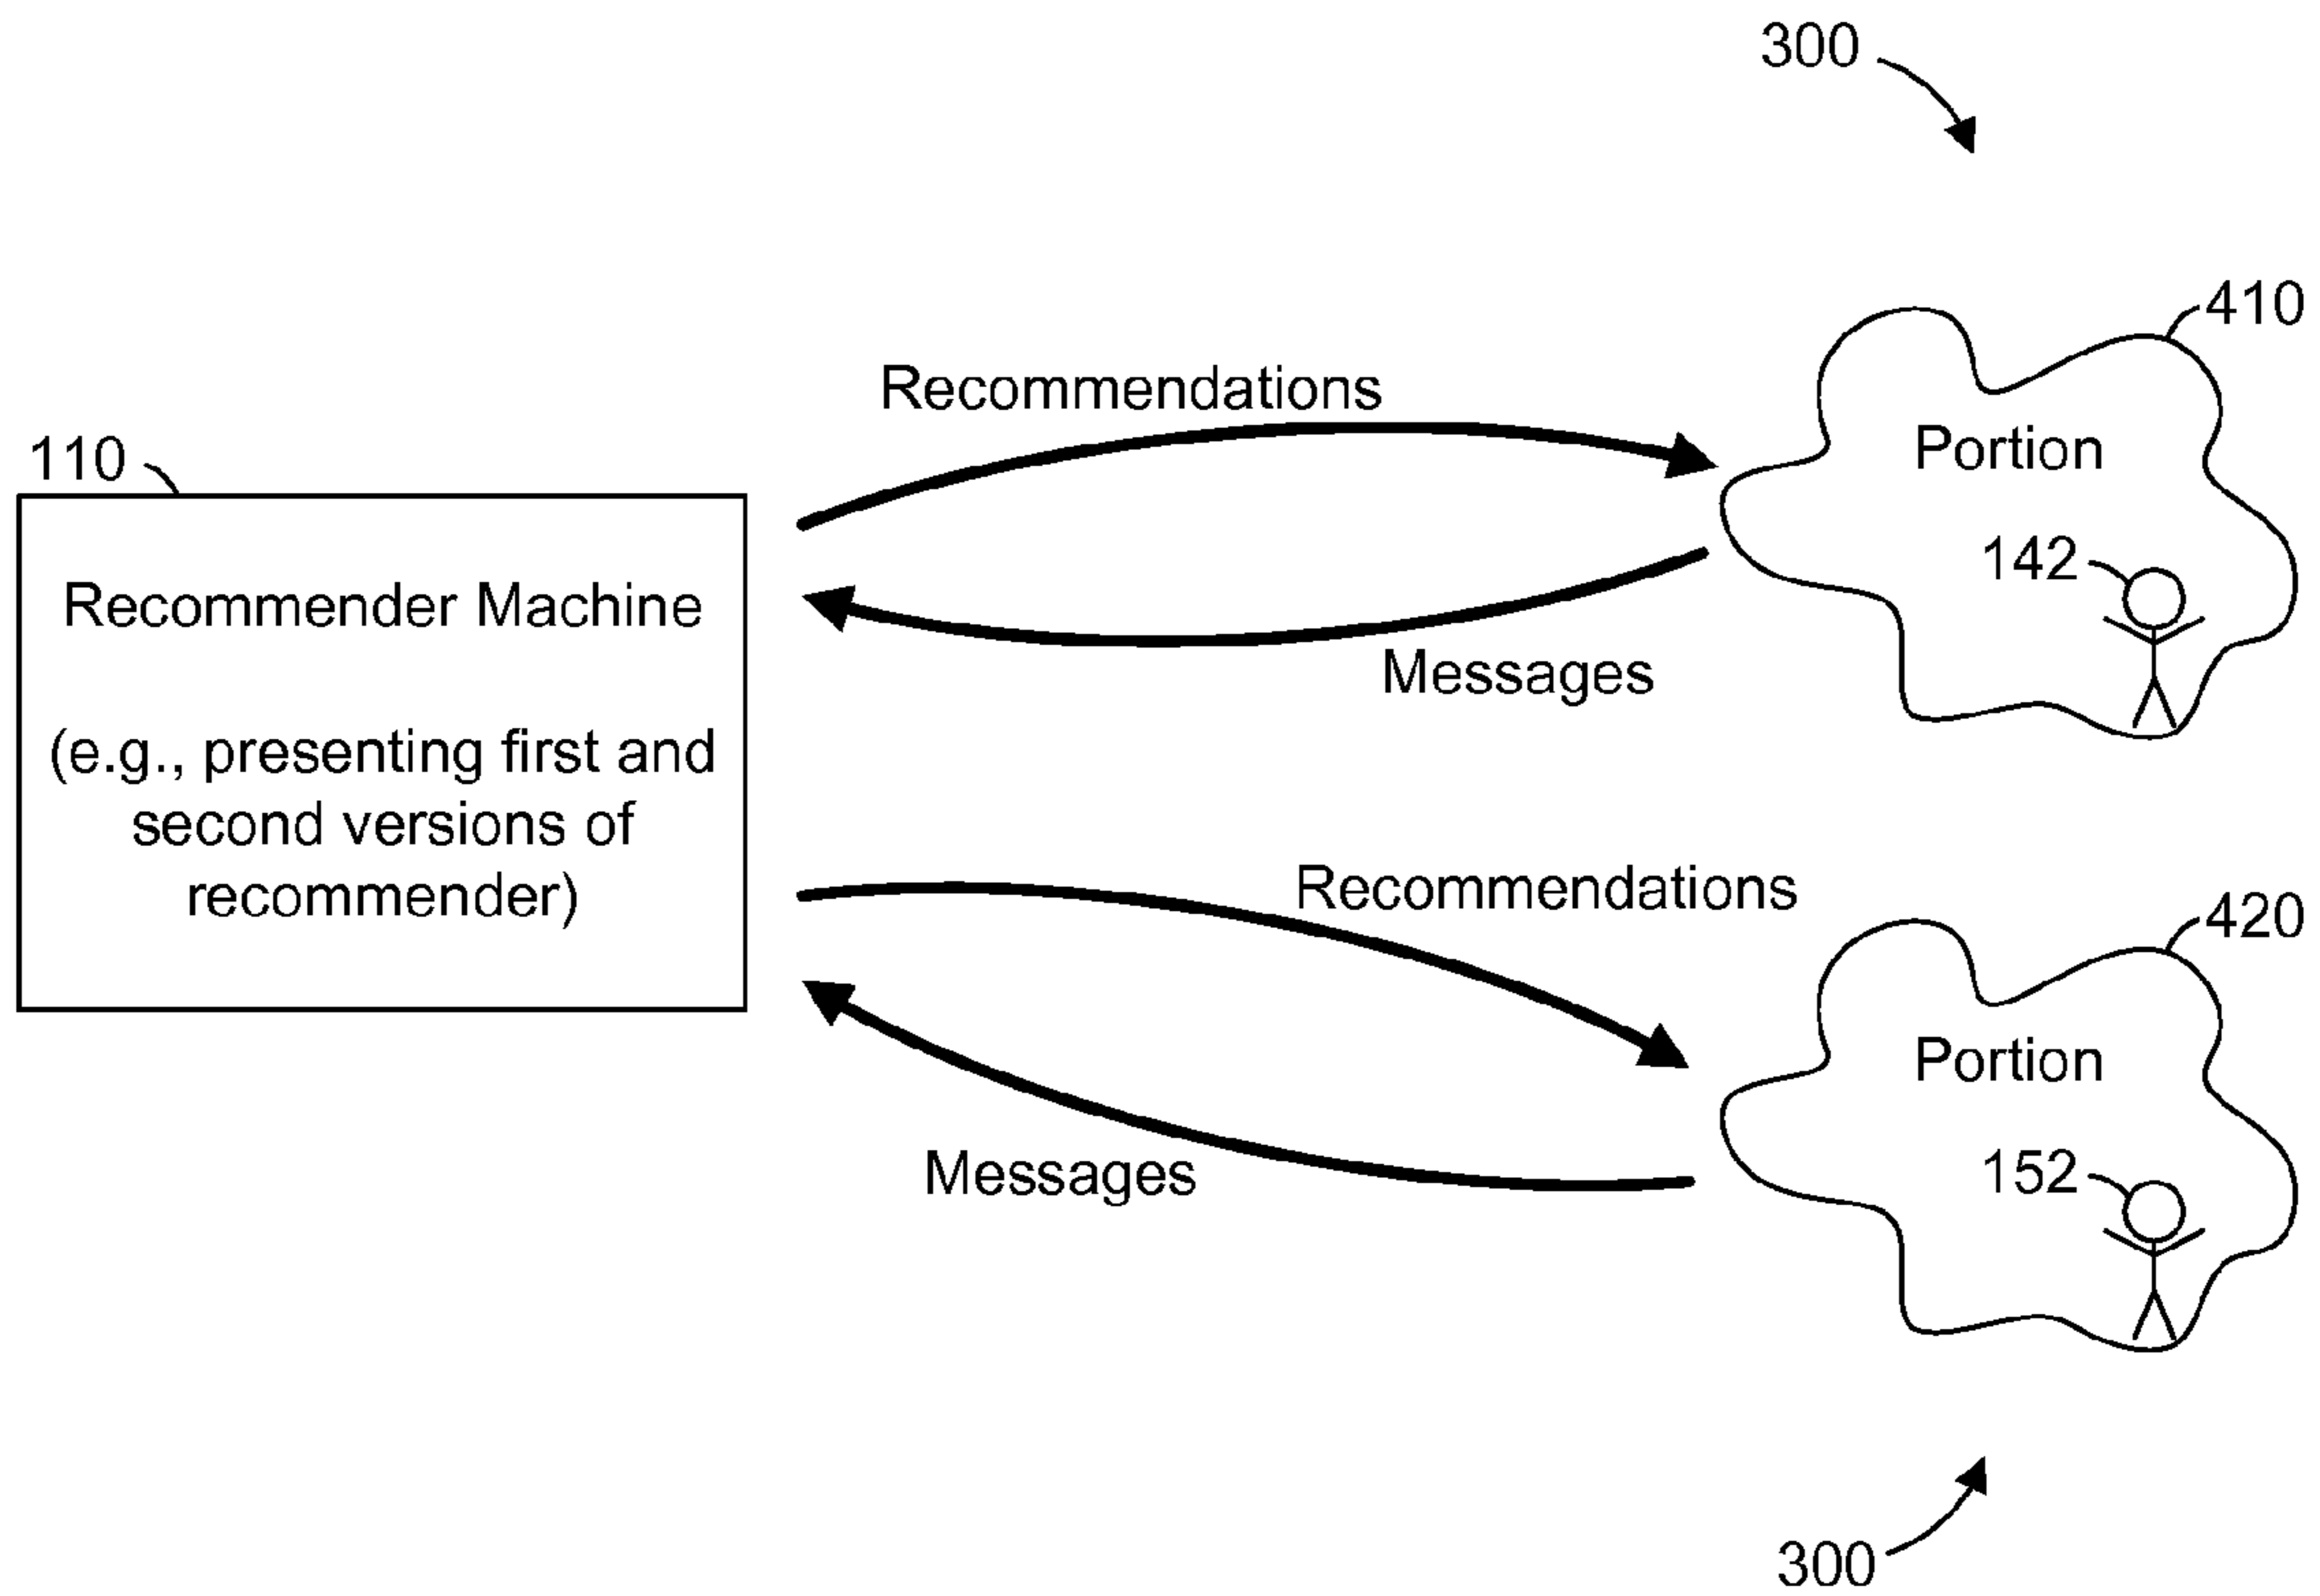 300
410
Recommendations
Portion
110
142
Recommender Machine
Messages
(e.g., presenting first and
second versions of
recommender)
Recommendations
420
Portion
Messages
152
300